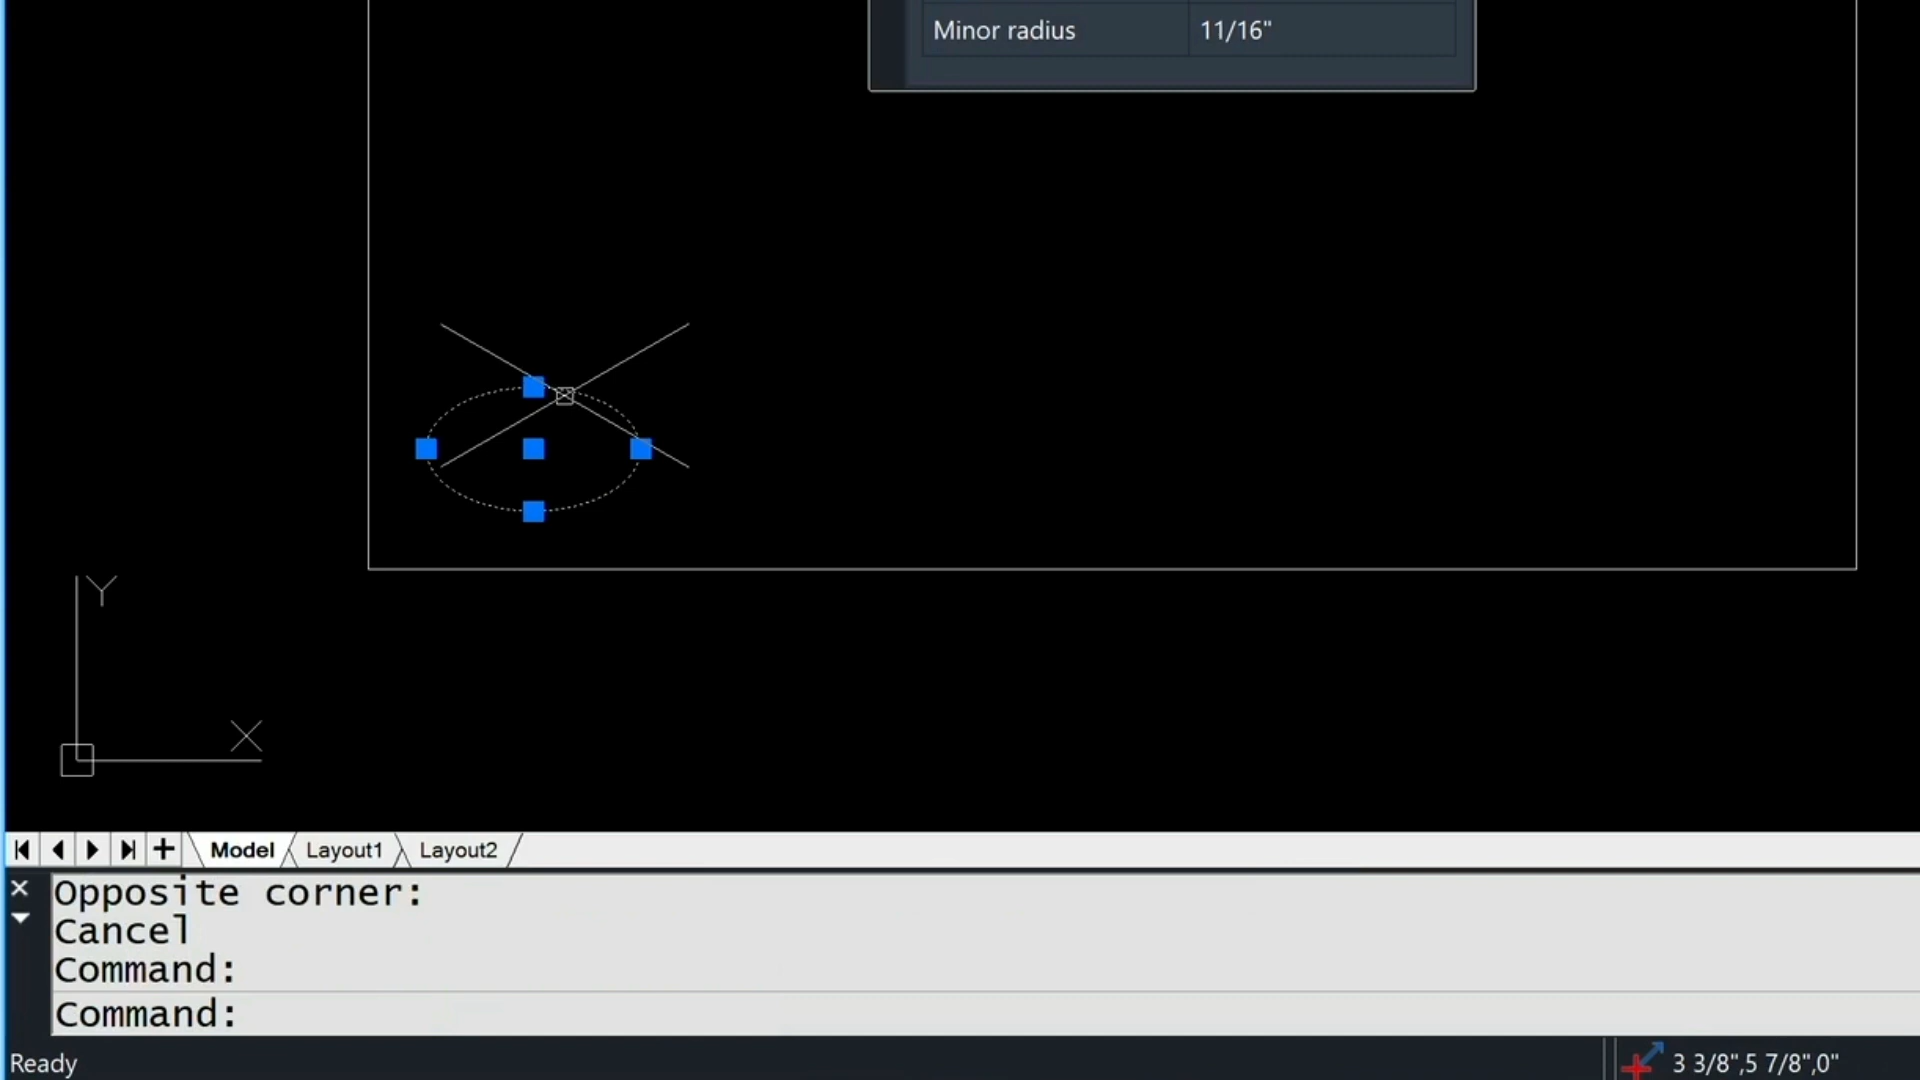 Minor radius 11/16"
Y
X
Model Layout1 Layout2
Opposite corner:
Cancel
Command:
Command:
Ready 3 3/8",5 7/8",0"